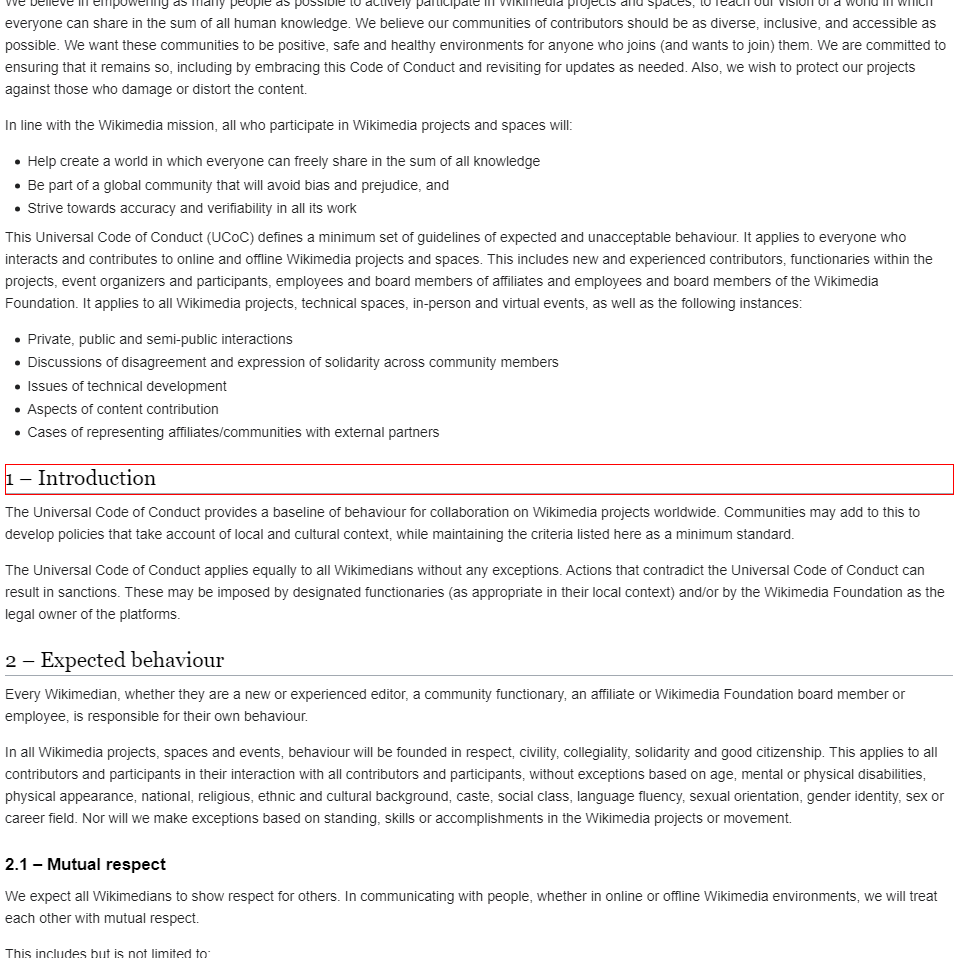 We believe in empowering as many people as possible to actively participate in Wikimedia projects and spaces, to reach our vision of a world in which
everyone can share in the sum of all human knowledge. We believe our communities of contributors should be as diverse, inclusive, and accessible as
possible. We want these communities to be positive, safe and healthy environments for anyone who joins (and wants to join) them. We are committed to
ensuring that it remains so, including by embracing this Code of Conduct and revisiting for updates as needed. Also, we wish to protect our projects
against those who damage or distort the content.
In line with the Wikimedia mission, all who participate in Wikimedia projects and spaces will:
• Help create a world in which everyone can freely share in the sum of all knowledge
• Be part of a global community that will avoid bias and prejudice, and
• Strive towards accuracy and verifiability in all its work
This Universal Code of Conduct (UCoC) defines a minimum set of guidelines of expected and unacceptable behaviour. It applies to everyone who
interacts and contributes to online and offline Wikimedia projects and spaces. This includes new and experienced contributors, functionaries within the
projects, event organizers and participants, employees and board members of affiliates and employees and board members of the Wikimedia
Foundation. It applies to all Wikimedia projects, technical spaces, in-person and virtual events, as well as the following instances:
• Private, public and semi-public interactions
• Discussions of disagreement and expression of solidarity across community members
• Issues of technical development
• Aspects of content contribution
• Cases of representing affiliates/communities with external partners
1 – Introduction
The Universal Code of Conduct provides a baseline of behaviour for collaboration on Wikimedia projects worldwide. Communities may add to this to
develop policies that take account of local and cultural context, while maintaining the criteria listed here as a minimum standard.
The Universal Code of Conduct applies equally to all Wikimedians without any exceptions. Actions that contradict the Universal Code of Conduct can
result in sanctions. These may be imposed by designated functionaries (as appropriate in their local context) and/or by the Wikimedia Foundation as the
legal owner of the platforms.
2 – Expected behaviour
Every Wikimedian, whether they are a new or experienced editor, a community functionary, an affiliate or Wikimedia Foundation board member or
employee, is responsible for their own behaviour.
In all Wikimedia projects, spaces and events, behaviour will be founded in respect, civility, collegiality, solidarity and good citizenship. This applies to all
contributors and participants in their interaction with all contributors and participants, without exceptions based on age, mental or physical disabilities,
physical appearance, national, religious, ethnic and cultural background, caste, social class, language fluency, sexual orientation, gender identity, sex or
career field. Nor will we make exceptions based on standing, skills or accomplishments in the Wikimedia projects or movement.
2.1 – Mutual respect
We expect all Wikimedians to show respect for others. In communicating with people, whether in online or offline Wikimedia environments, we will treat
each other with mutual respect.
This includes but is not limited to: